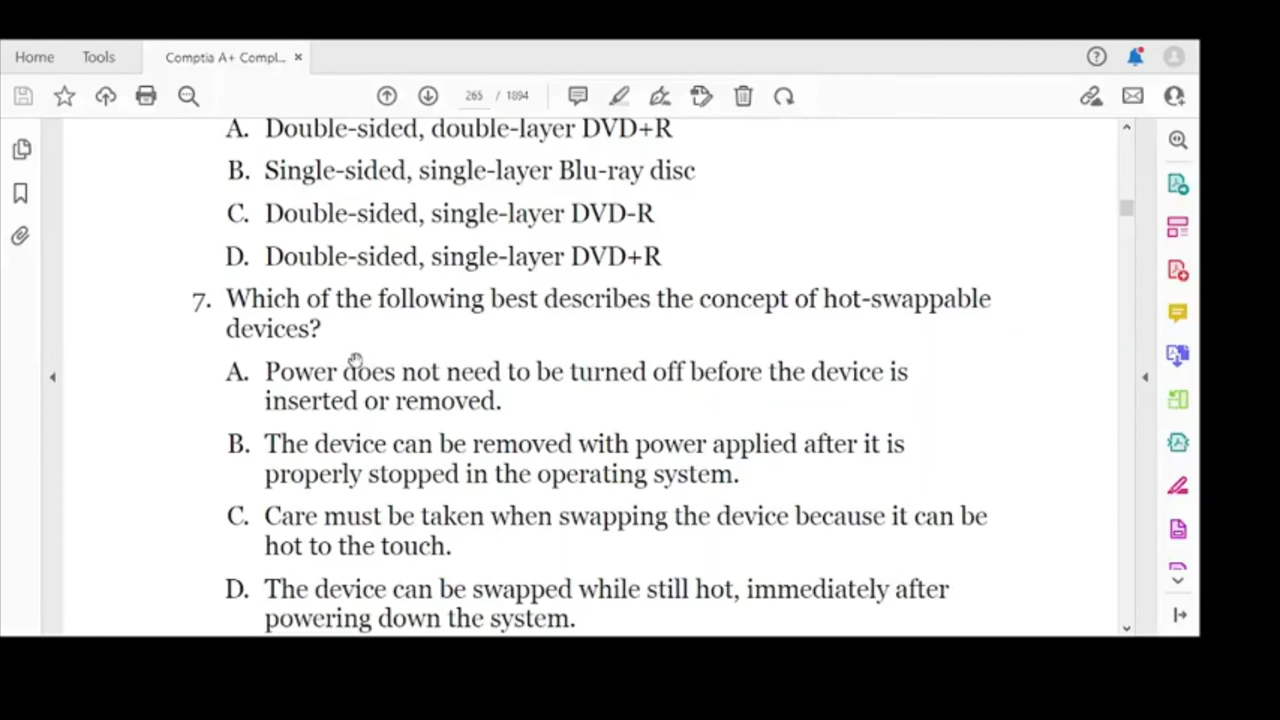 Home Tools Comptia A+ Compl... ×
265 / 1894
A. Double-sided, double-layer DVD+R
B. Single-sided, single-layer Blu-ray disc
C. Double-sided, single-layer DVD-R
D. Double-sided, single-layer DVD+R
7. Which of the following best describes the concept of hot-swappable
devices?
A. Power does not need to be turned off before the device is
inserted or removed.
B. The device can be removed with power applied after it is
properly stopped in the operating system.
C. Care must be taken when swapping the device because it can be
hot to the touch.
D. The device can be swapped while still hot, immediately after
powering down the system.